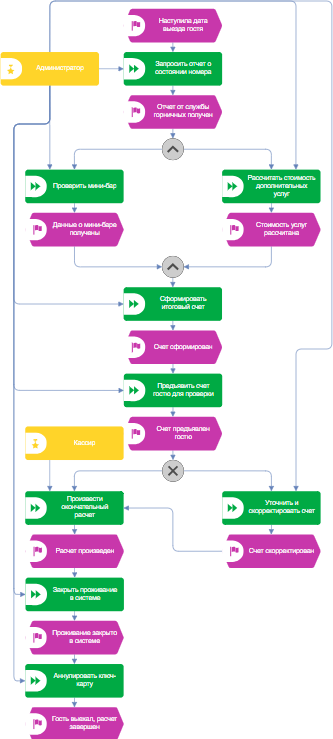 Наступила дата
выезда гостя
Администратор
Запросить отчет о
состоянии номера
Отчет от службы
горничных получен
Проверить мини-бар
Рассчитать стоимость
дополнительных
услуг
Данные о мини-баре
получены
Стоимость услуг
рассчитана
Сформировать
итоговый счет
Счет сформирован
Предъявить счет
гостю для проверки
Кассир
Счет предъявлен
гостю
Произвести
окончательный
расчет
Уточнить и
скорректировать счет
Расчет произведен
Счет скорректирован
Закрыть проживание
в системе
Проживание закрыто
в системе
Аннулировать ключ-
карту
Гость выехал, расчет
завершен